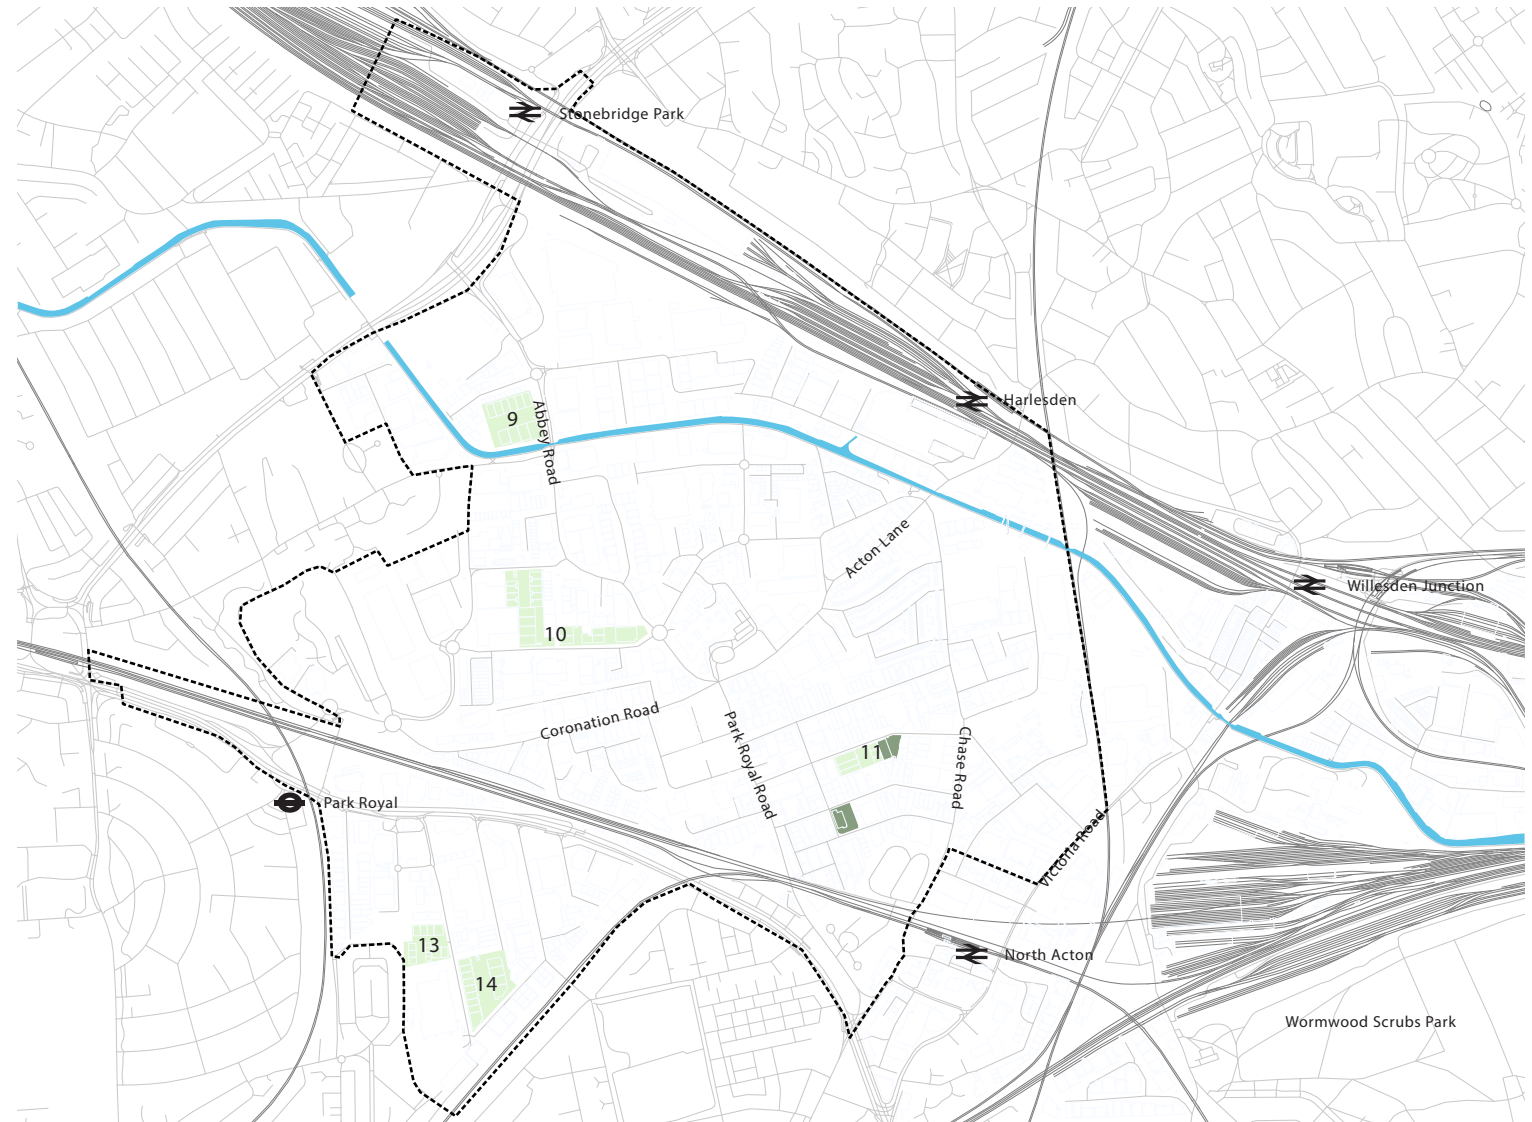 Stonebridge Park
Harlesden
9
Abbey Road
Acton Lane
Willesden Junction
10
Coronation Road
Park Royal Road
11
Chase Road
Park Royal
Victoria Road
13
14
North Acton
Wormwood Scrubs Park